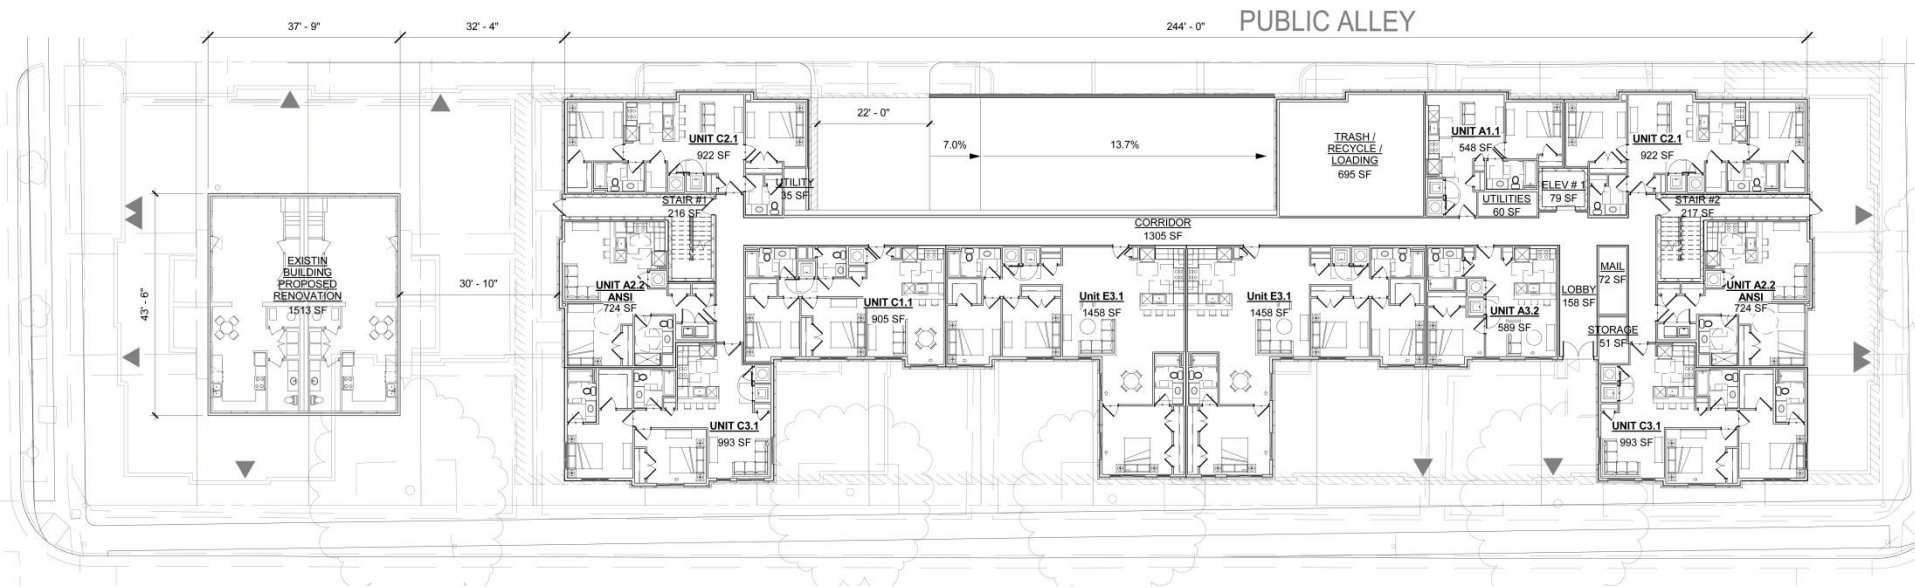 PUBLIC ALLEY
37' - 9"
32' - 4"
244' - 0"
22' - 0"
7.0%
13.7%
UNIT C2.1
922 SF
UTILITY
35 SF
STAIR #1
216 SF
TRASH /
RECYCLE /
LOADING
695 SF
UNIT A1.1
548 SF
ELEV # 1
79 SF
UTILITIES
60 SF
UNIT C2.1
922 SF
STAIR #2
217 SF
CORRIDOR
1305 SF
43' - 6"
EXISTIN
BUILDING
PROPOSED
RENOVATION
1513 SF
30' - 10"
UNIT A2.2
ANSI
724 SF
UNIT C1.1
905 SF
Unit E3.1
1458 SF
Unit E3.1
1458 SF
UNIT A3.2
589 SF
LOBBY
158 SF
MAIL
72 SF
STORAGE
51 SF
UNIT A2.2
ANSI
724 SF
UNIT C3.1
993 SF
UNIT C3.1
993 SF